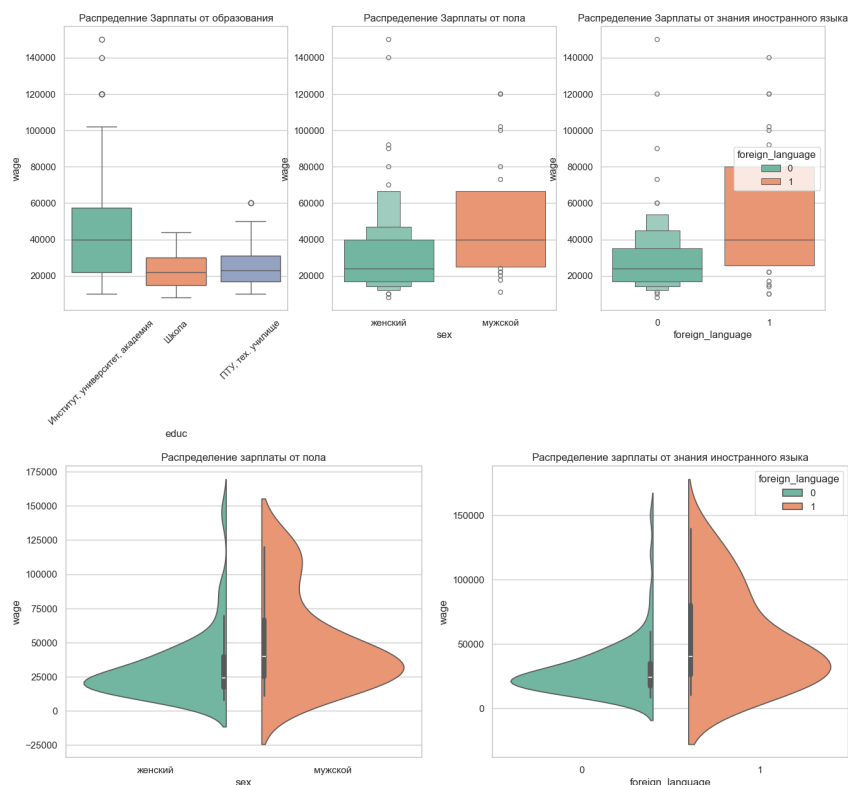 Распределние Зарплаты от образования
Распределение Зарплаты от пола
Распределение Зарплаты от знания иностранного языка
140000
120000
100000
80000
60000
40000
20000
wage
Институт, университет, академия
Школа
ПТУ, тех. училище
educ
140000
120000
100000
80000
60000
40000
20000
wage
женский
мужской
sex
140000
120000
100000
80000
60000
40000
20000
wage
foreign_language
0
1
0
1
foreign_language
Распределение зарплаты от пола
175000
150000
125000
100000
75000
50000
25000
0
−25000
wage
женский
мужской
sex
Распределение зарплаты от знания иностранного языка
150000
100000
50000
0
wage
foreign_language
0
1
0
1
foreign_language